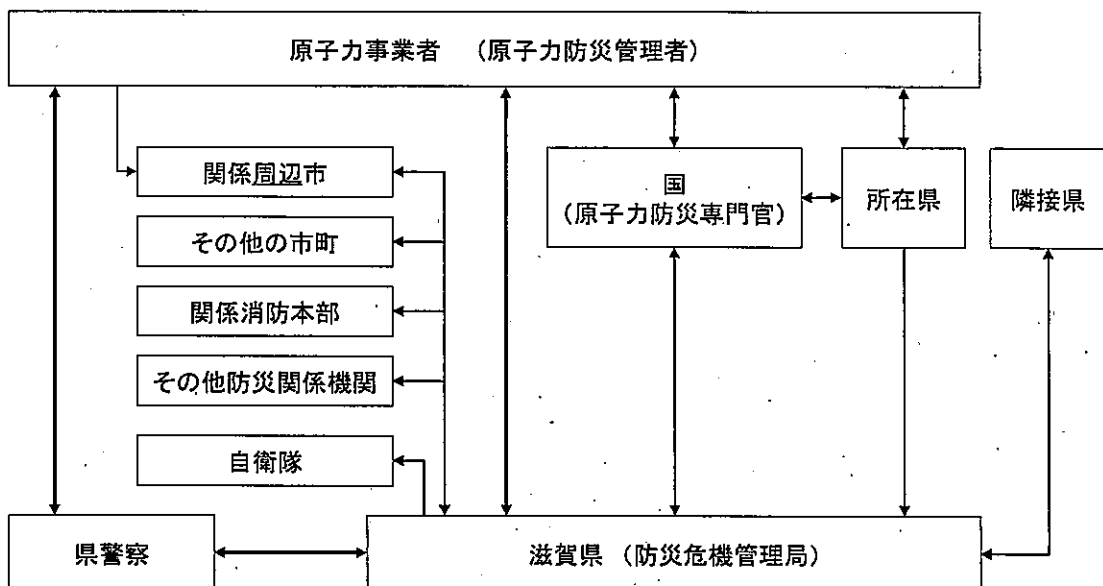 原子力事業者 （原子力防災管理者）
関係周辺市
その他の市町
関係消防本部
その他防災関係機関
自衛隊
国
（原子力防災専門官）
所在県
隣接県
県警察
滋賀県（防災危機管理局）